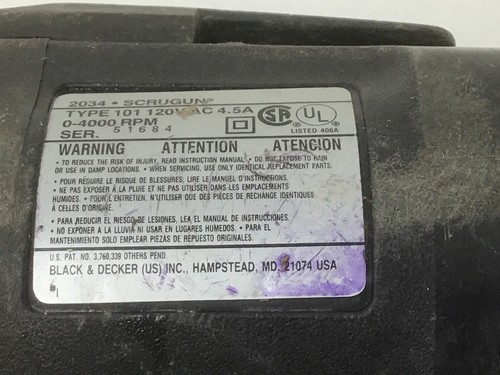 2034 • SCRUGUN®
TYPE 101 120V AC 4.5A
0-4000 RPM
SER. 51684
SA UL
LISTED 406A
WARNING ATTENTION ATENCIÓN
• TO REDUCE THE RISK OF INJURY, READ INSTRUCTION MANUAL. • DO NOT EXPOSE TO RAIN
OR USE IN DAMP LOCATIONS. • WHEN SERVICING, USE ONLY IDENTICAL REPLACEMENT PARTS.
• POUR RÉDUIRE LE RISQUE DE BLESSURES, LIRE LE MANUEL D'INSTRUCTIONS.
• NE PAS EXPOSER À LA PLUIE ET NE PAS UTILISER DANS LES EMPLACEMENTS
HUMIDES. • POUR L'ENTRETIEN, N'UTILISER QUE DES PIÈCES DE RECHANGE IDENTIQUES
À CELLES D'ORIGINE.
• PARA REDUCIR EL RIESGO DE LESIONES, LEA EL MANUAL DE INSTRUCCIONES.
• NO EXPONER A LA LLUVIA NI USAR EN LUGARES HUMEDOS. • PARA EL
MANTENIMIENTO SOLO EMPLEAR PIEZAS DE REPUESTO ORIGINALES.
U.S. PAT. NO. 3,760,339 OTHERS PEND.
BLACK & DECKER (US) INC., HAMPSTEAD, MD. 21074 USA